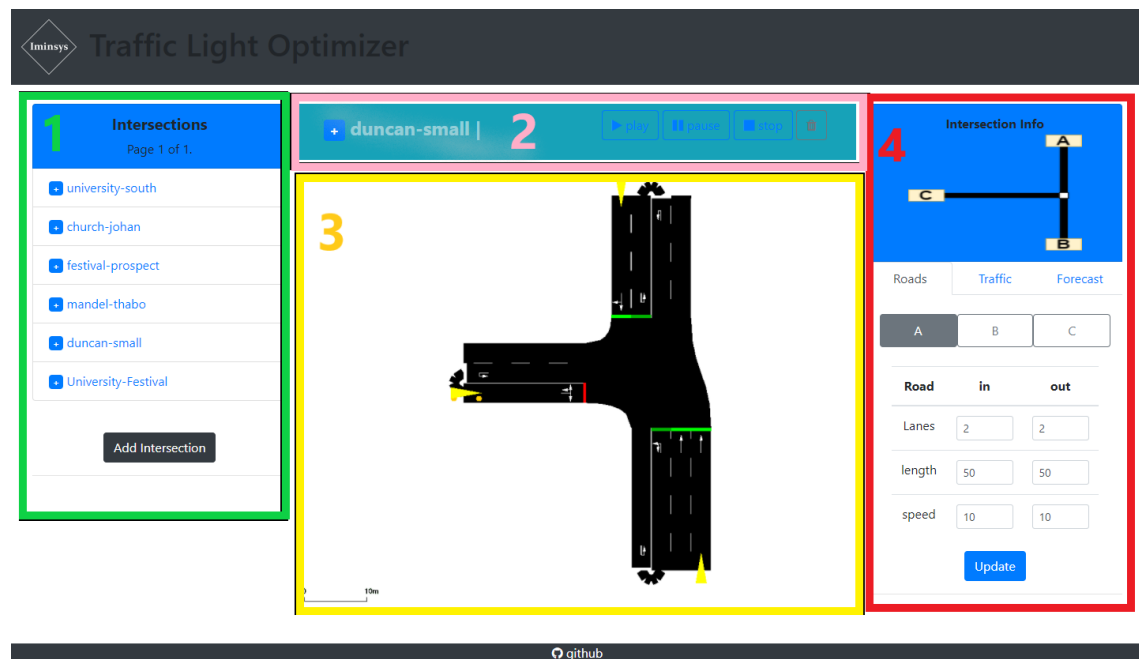 Iminsys
Traffic Light Optimizer
1
Intersections
Page 1 of 1.
+ university-south
+ church-johan
+ festival-prospect
+ mandel-thabo
+ duncan-small
+ University-Festival
Add Intersection
+ duncan-small |
2
play
pause
stop
3
0
10m
4
Intersection Info
A
C
B
Roads Traffic Forecast
A B C
Road in out
Lanes 2 2
length 50 50
speed 10 10
Update
github